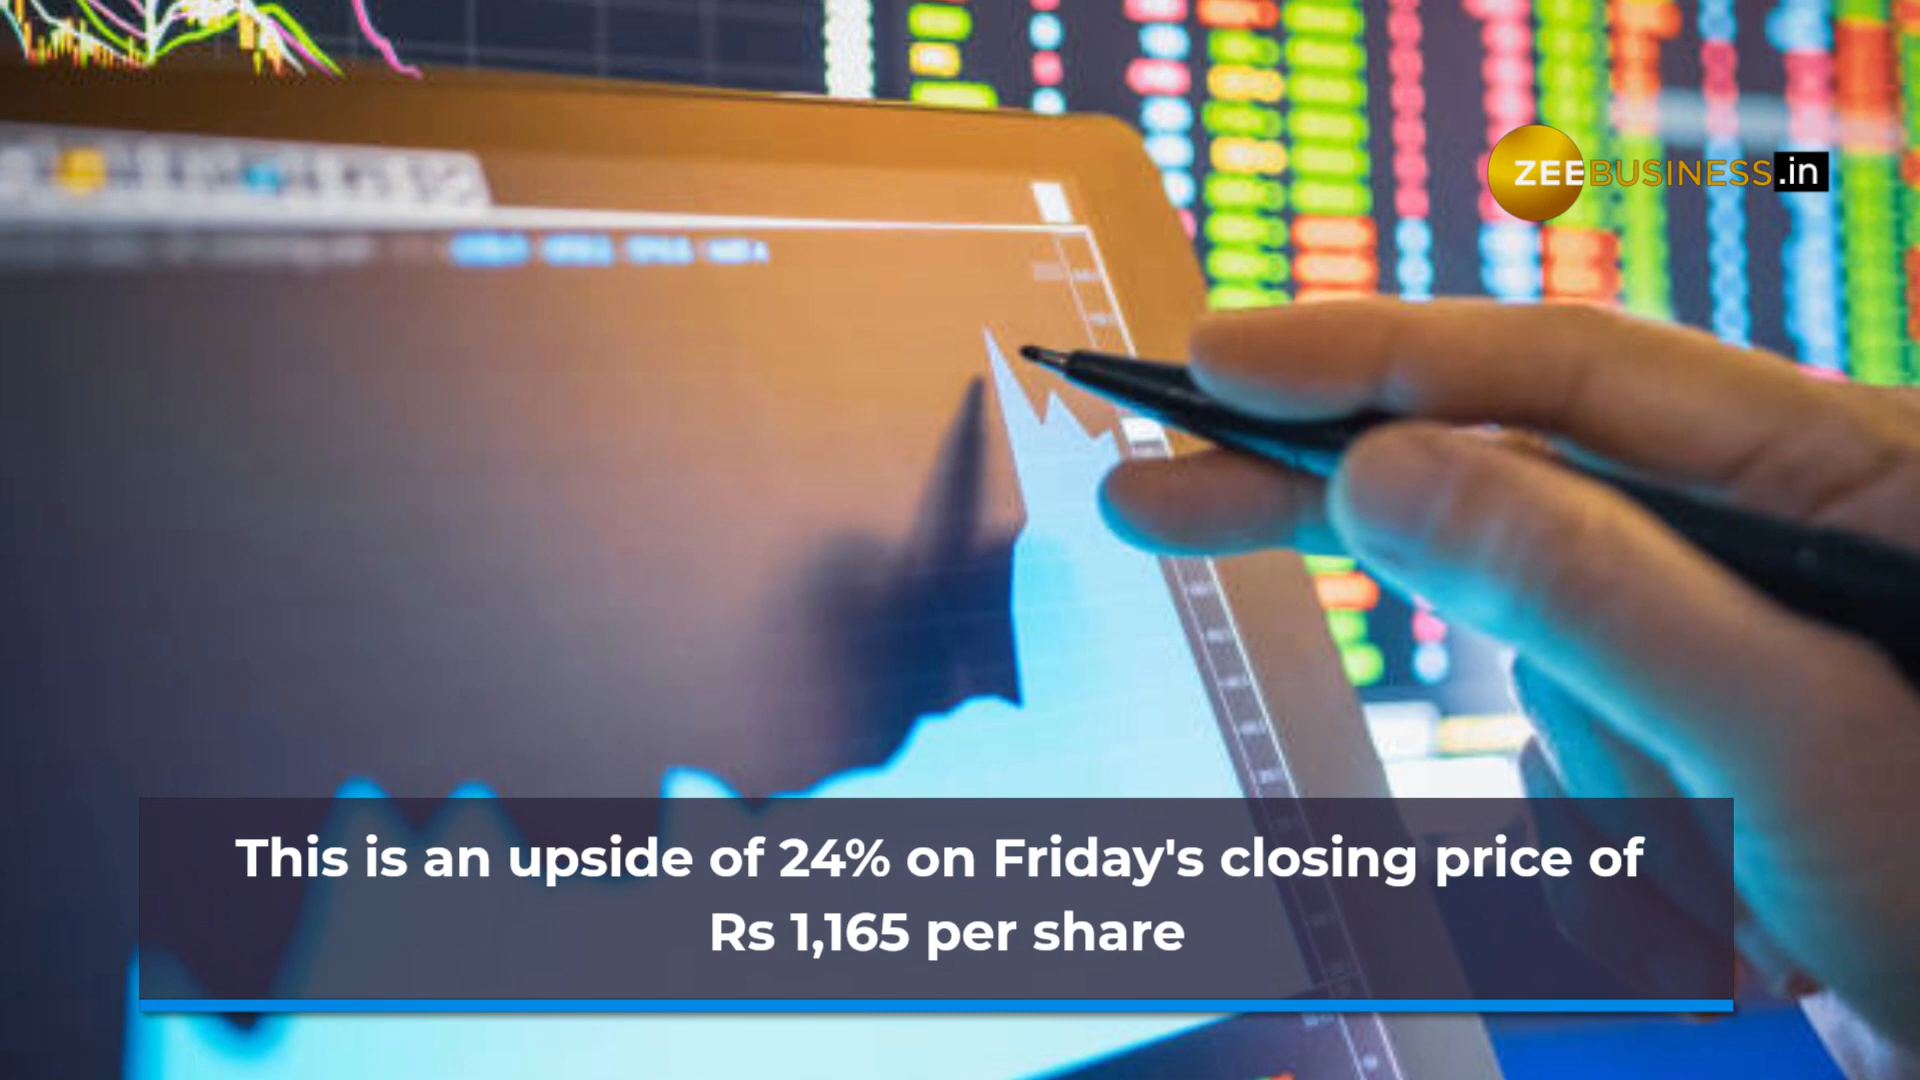 ZEEBUSINESS.in
This is an upside of 24% on Friday's closing price of
Rs 1,165 per share